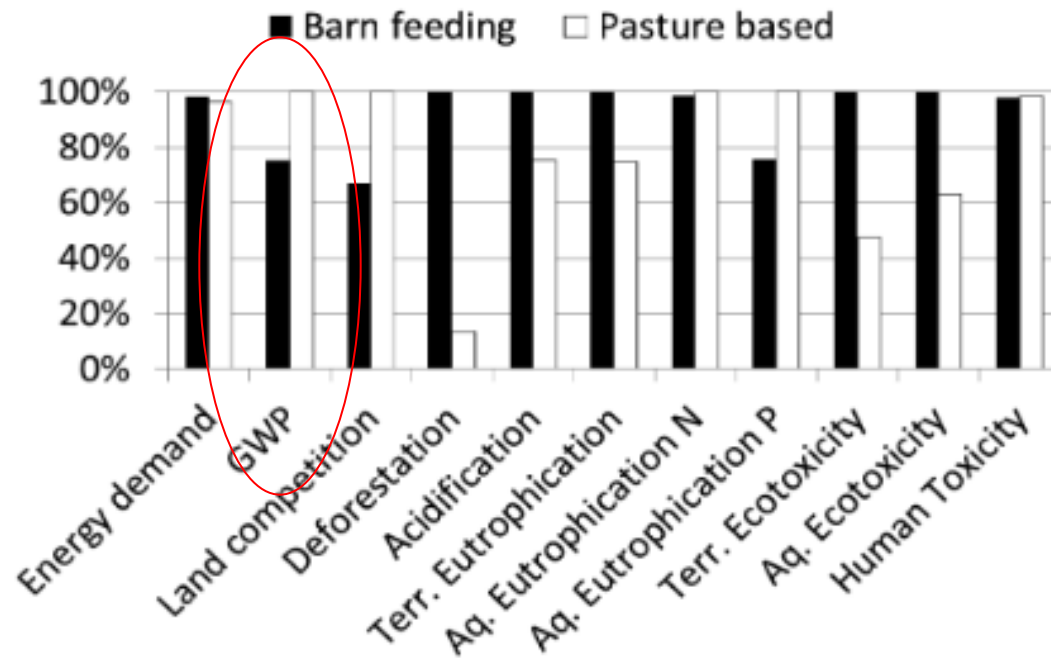 Barn feeding Pasture based
100%
80%
60%
40%
20%
0%
Energy demand
GWP
Land competition
Deforestation
Acidification
Terr. Eutrophication
Aq. Eutrophication N
Aq. Eutrophication P
Terr. Ecotoxicity
Aq. Ecotoxicity
Human Toxicity